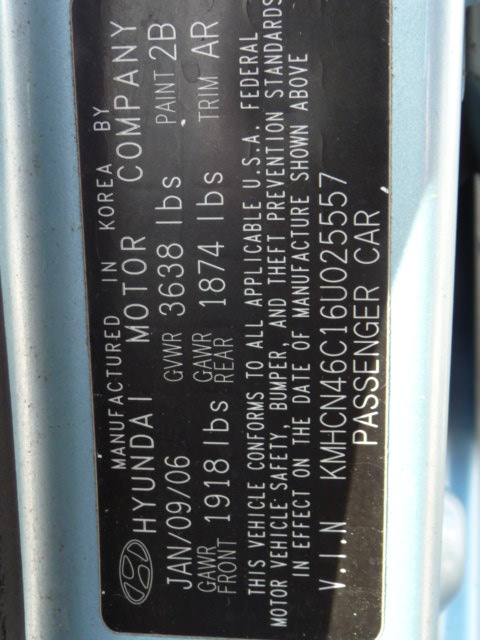 MANUFACTURED IN KOREA BY
HYUNDAI MOTOR COMPANY
JAN/09/06 GVWR 3638 lbs PAINT 2B
GAWR FRONT 1918 lbs GAWR REAR 1874 lbs TRIM AR
THIS VEHICLE CONFORMS TO ALL APPLICABLE U.S.A. FEDERAL
MOTOR VEHICLE SAFETY, BUMPER, AND THEFT PREVENTION STANDARDS
IN EFFECT ON THE DATE OF MANUFACTURE SHOWN ABOVE
V.I.N KMHCN46C16U025557
PASSENGER CAR